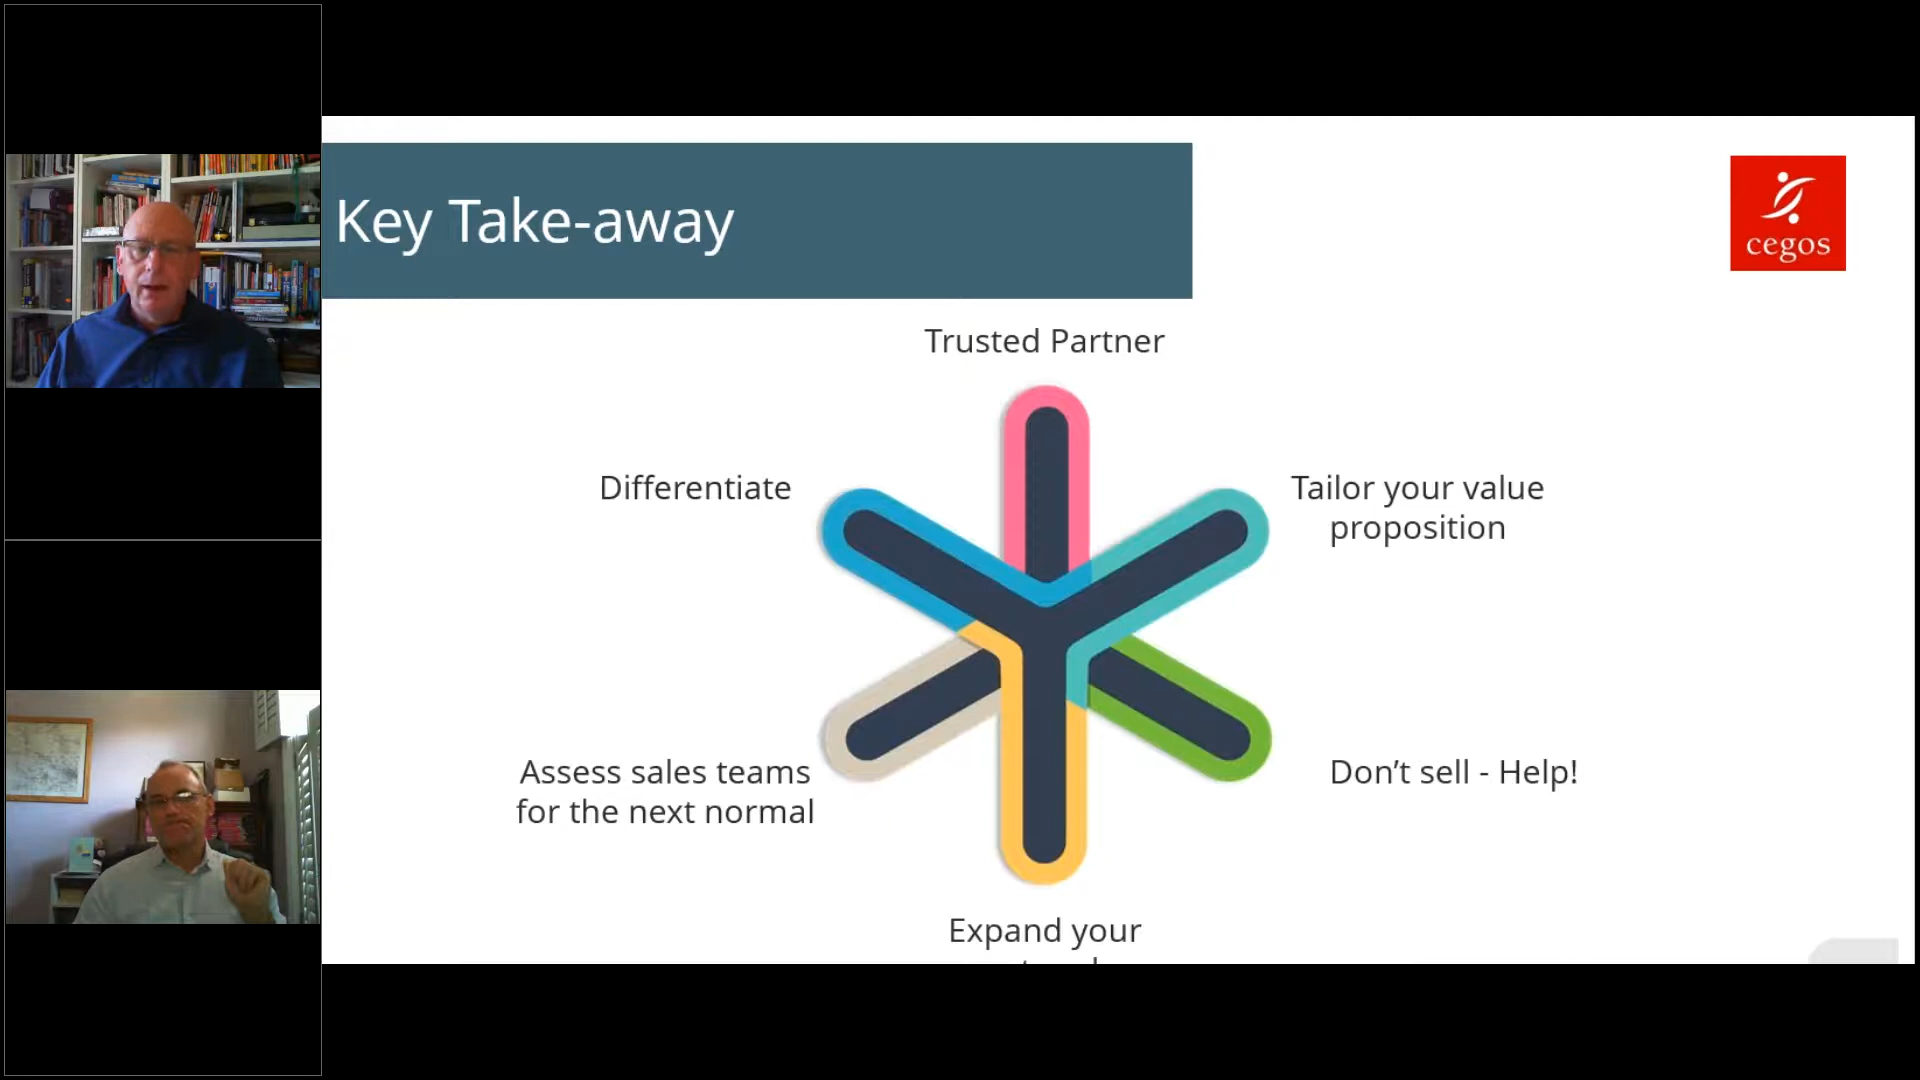 Key Take-away
cegos
Trusted Partner
Differentiate
Tailor your value
proposition
Assess sales teams
for the next normal
Don’t sell - Help!
Expand your